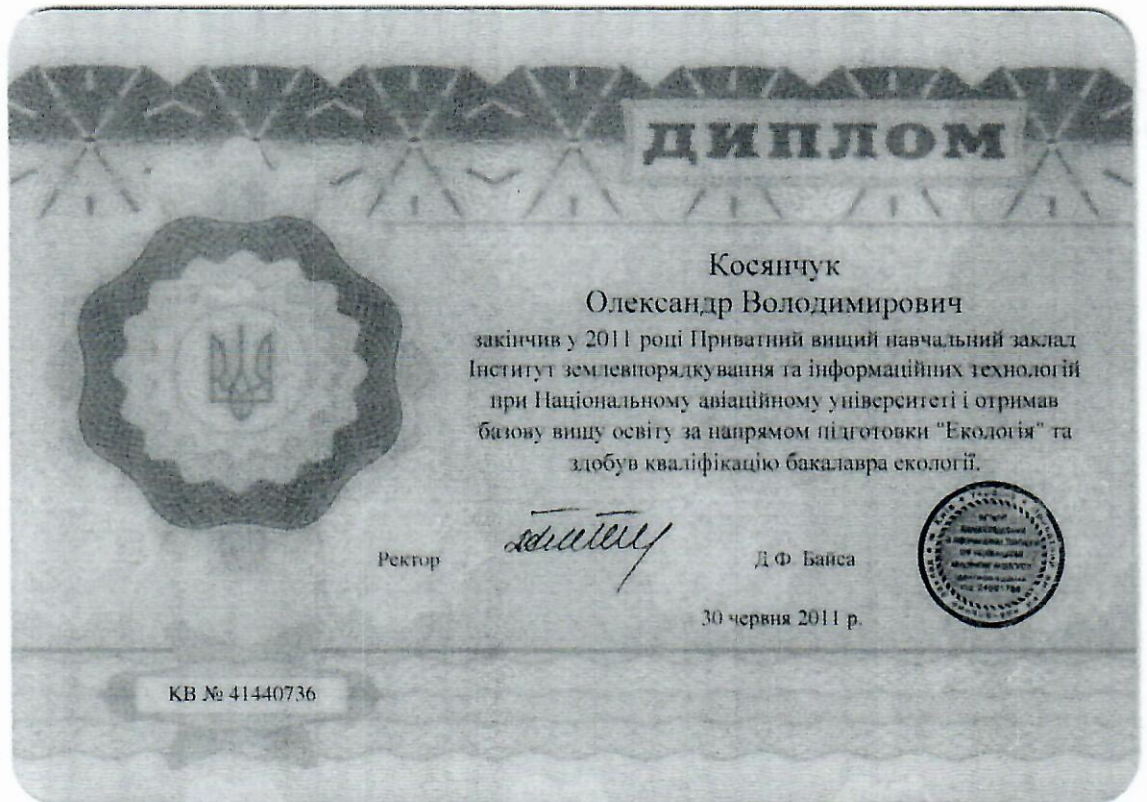 ДИПЛОМ
Косянчук
Олександр Володимирович
закінчив у 2011 році Приватний вищий навчальний заклад
Інститут землевпорядкування та інформаційних технологій
при Національному авіаційному університеті і отримав
базову вищу освіту за напрямом підготовки "Екологія" та
здобув кваліфікацію бакалавра екології.
Ректор Д.Ф. Байса
30 червня 2011 р.
КВ № 41440736